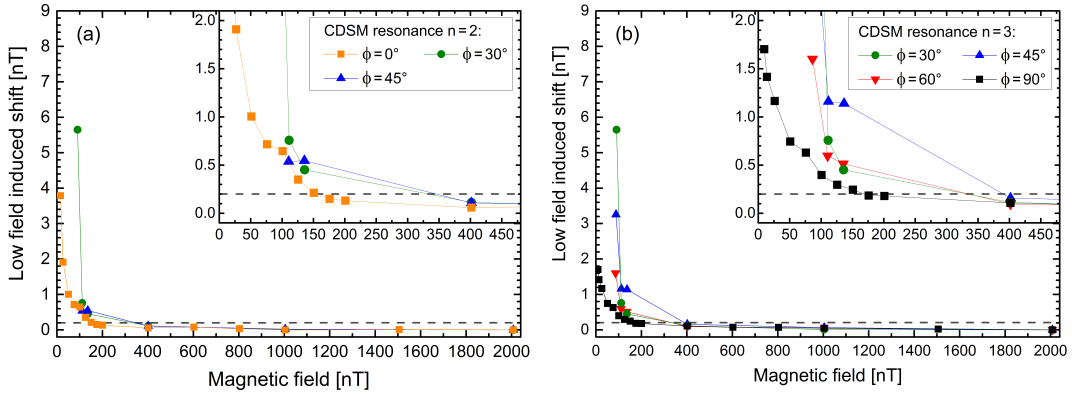 (a)
CDSM resonance n=2:
ϕ=0° ϕ=30°
ϕ=45°
Low field induced shift [nT]
9
8
7
6
5
4
3
2
1
0
2.0
1.5
1.0
0.5
0.0
0 50 100 150 200 250 300 350 400 450
0 200 400 600 800 1000 1200 1400 1600 1800 2000
Magnetic field [nT]
(b)
CDSM resonance n=3:
ϕ=30° ϕ=45°
ϕ=60° ϕ=90°
Low field induced shift [nT]
9
8
7
6
5
4
3
2
1
0
2.0
1.5
1.0
0.5
0.0
0 50 100 150 200 250 300 350 400 450
0 200 400 600 800 1000 1200 1400 1600 1800 2000
Magnetic field [nT]